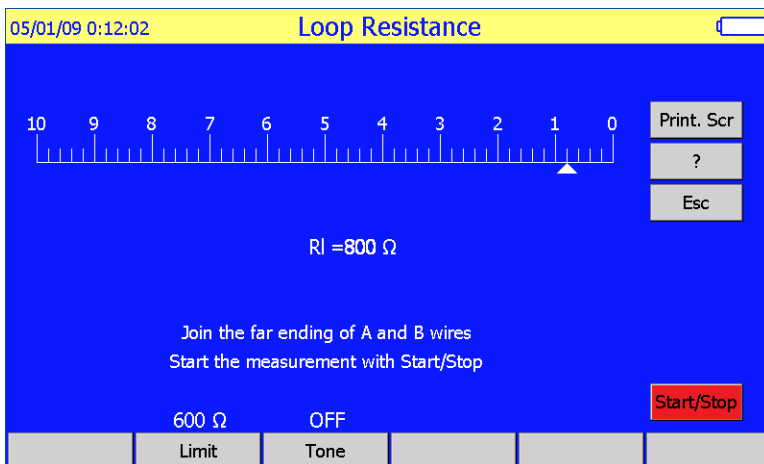 05/01/09 0:12:02 Loop Resistance
10 9 8 7 6 5 4 3 2 1 0
Print. Scr
?
Esc
Rl =800 Ω
Join the far ending of A and B wires
Start the measurement with Start/Stop
Start/Stop
600 Ω OFF
Limit Tone